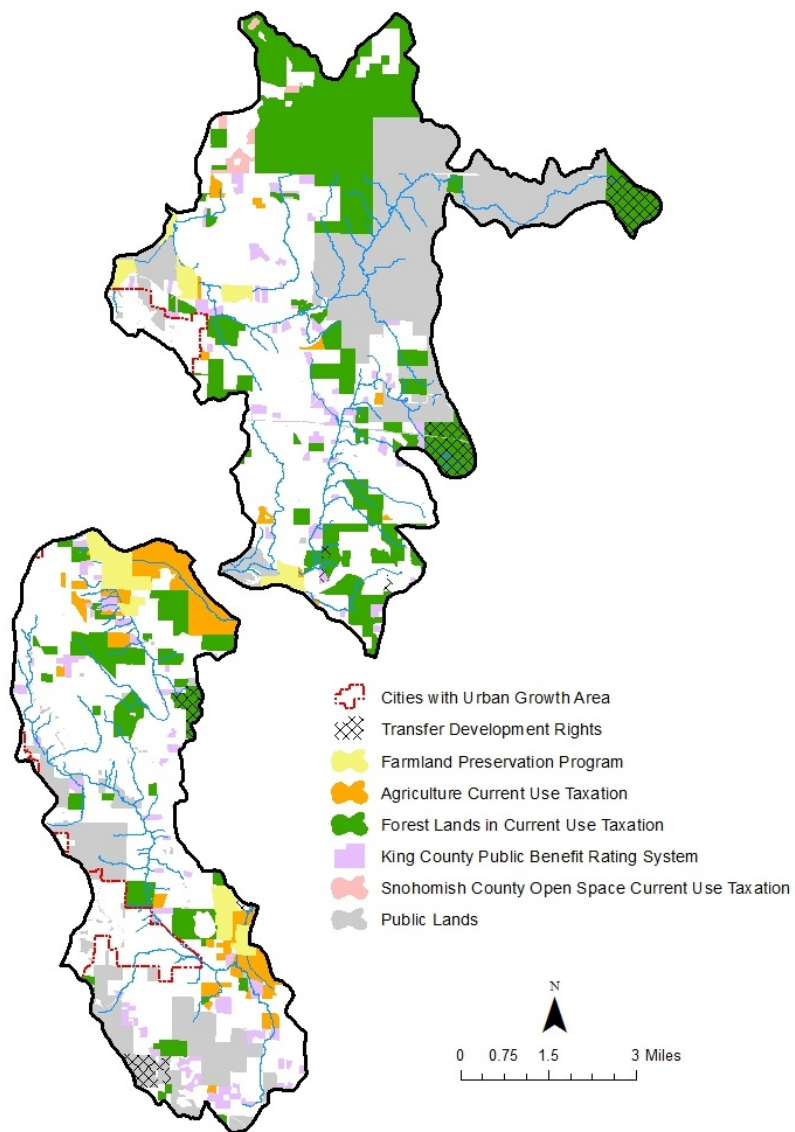 Cities with Urban Growth Area
Transfer Development Rights
Farmland Preservation Program
Agriculture Current Use Taxation
Forest Lands in Current Use Taxation
King County Public Benefit Rating System
Snohomish County Open Space Current Use Taxation
Public Lands
N
0 0.75 1.5 3 Miles